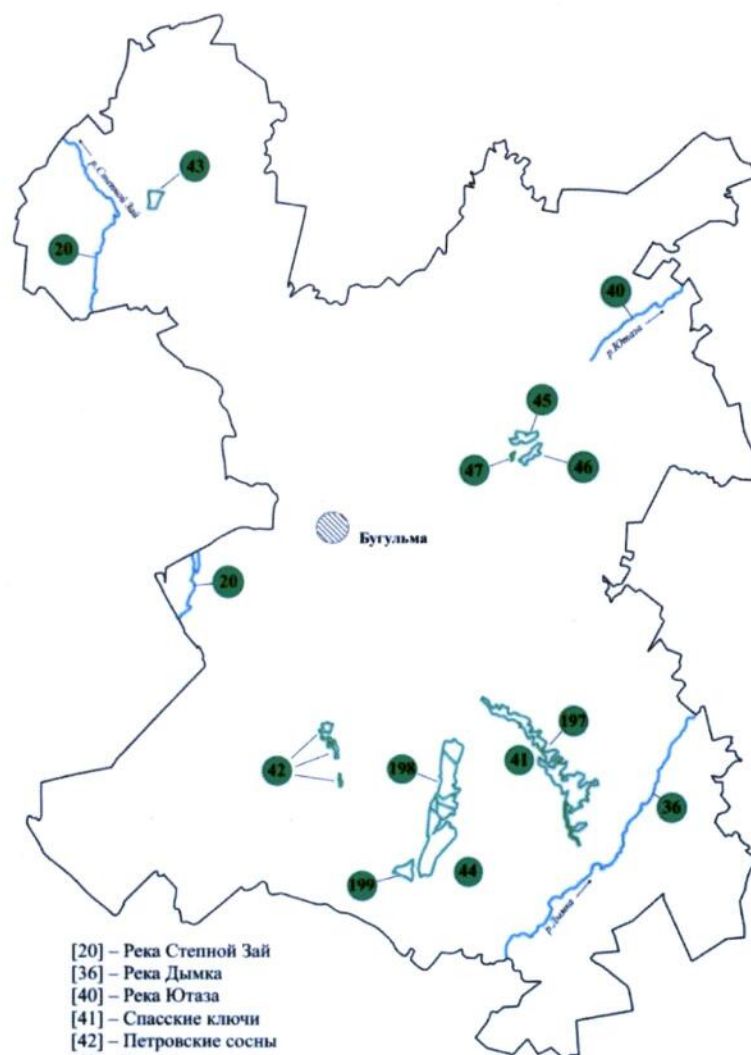 р. Степной Зай
43
20
40
р.Ютаза
45
47
46
Бугульма
20
197
41
42
198
36
199
44
р.Дымка
[20] – Река Степной Зай
[36] – Река Дымка
[40] – Река Ютаза
[41] – Спасские ключи
[42] – Петровские сосны